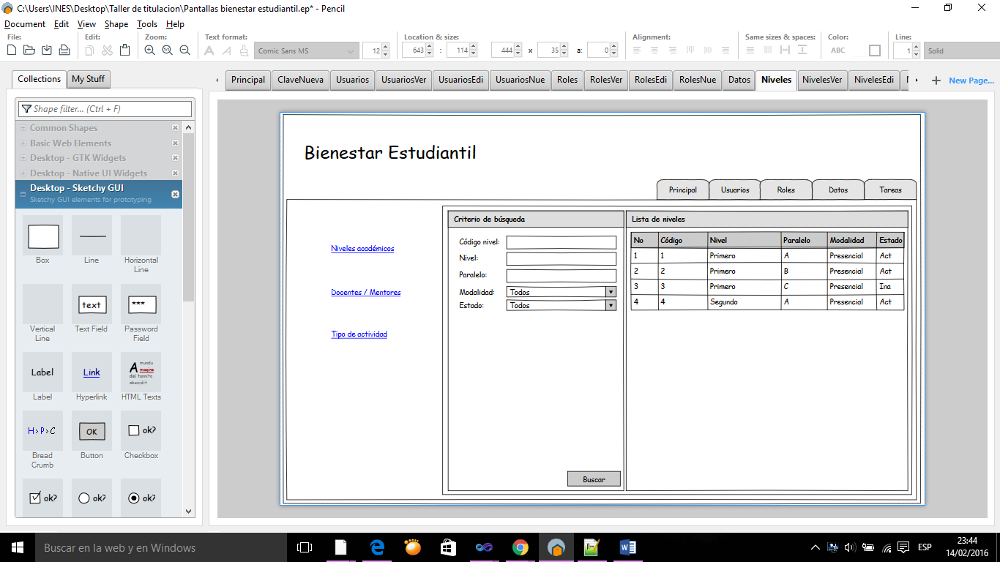 C:\Users\INES\Desktop\Taller de titulacion\Pantallas bienestar estudiantil.ep* - Pencil
Document Edit View Shape Tools Help
File: Edit: Zoom: Text format: Location & size: Alignment: Same sizes & spaces: Color: Line:
Comic Sans MS 12 643 : 114 444 x 35 a: 0 ABC 1 Solid
Collections My Stuff
Principal ClaveNueva Usuarios UsuariosVer UsuariosEdi UsuariosNue Roles RolesVer RolesEdi RolesNue Datos Niveles NivelesVer NivelesEdi New Page...
Shape filter... (Ctrl + F)
Common Shapes
Basic Web Elements
Desktop - GTK Widgets
Desktop - Native UI Widgets
Desktop - Sketchy GUI
Sketchy GUI elements for prototyping
Box Line Horizontal Line
text ***
Vertical Line Text Field Password Field
Label Link A mundu magine dei tannito abacidit
Label Hyperlink HTML Texts
H > P > C OK ok?
Bread Crumb Button Checkbox
ok? ok? ok?
Bienestar Estudiantil
Principal Usuarios Roles Datos Tareas
Niveles académicos
Docentes / Mentores
Tipo de actividad
Criterio de búsqueda
Código nivel:
Nivel:
Paralelo:
Modalidad: Todos
Estado: Todos
Buscar
Lista de niveles
No Código Nivel Paralelo Modalidad Estado
1 1 Primero A Presencial Act
2 2 Primero B Presencial Act
3 3 Primero C Presencial Ina
4 4 Segundo A Presencial Act
Buscar en la web y en Windows
ESP
23:44
14/02/2016